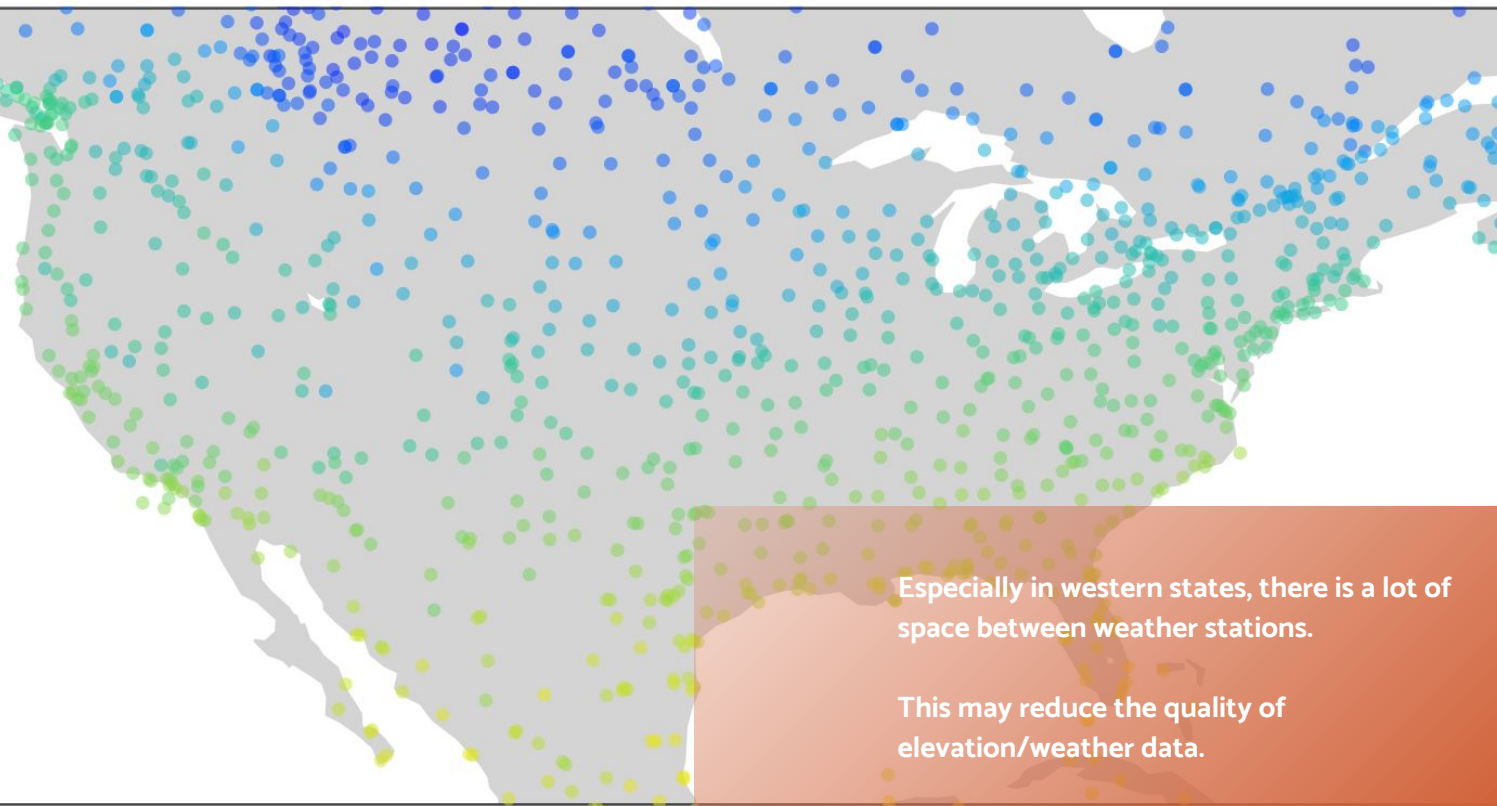 Especially in western states, there is a lot of
space between weather stations.
This may reduce the quality of
elevation/weather data.